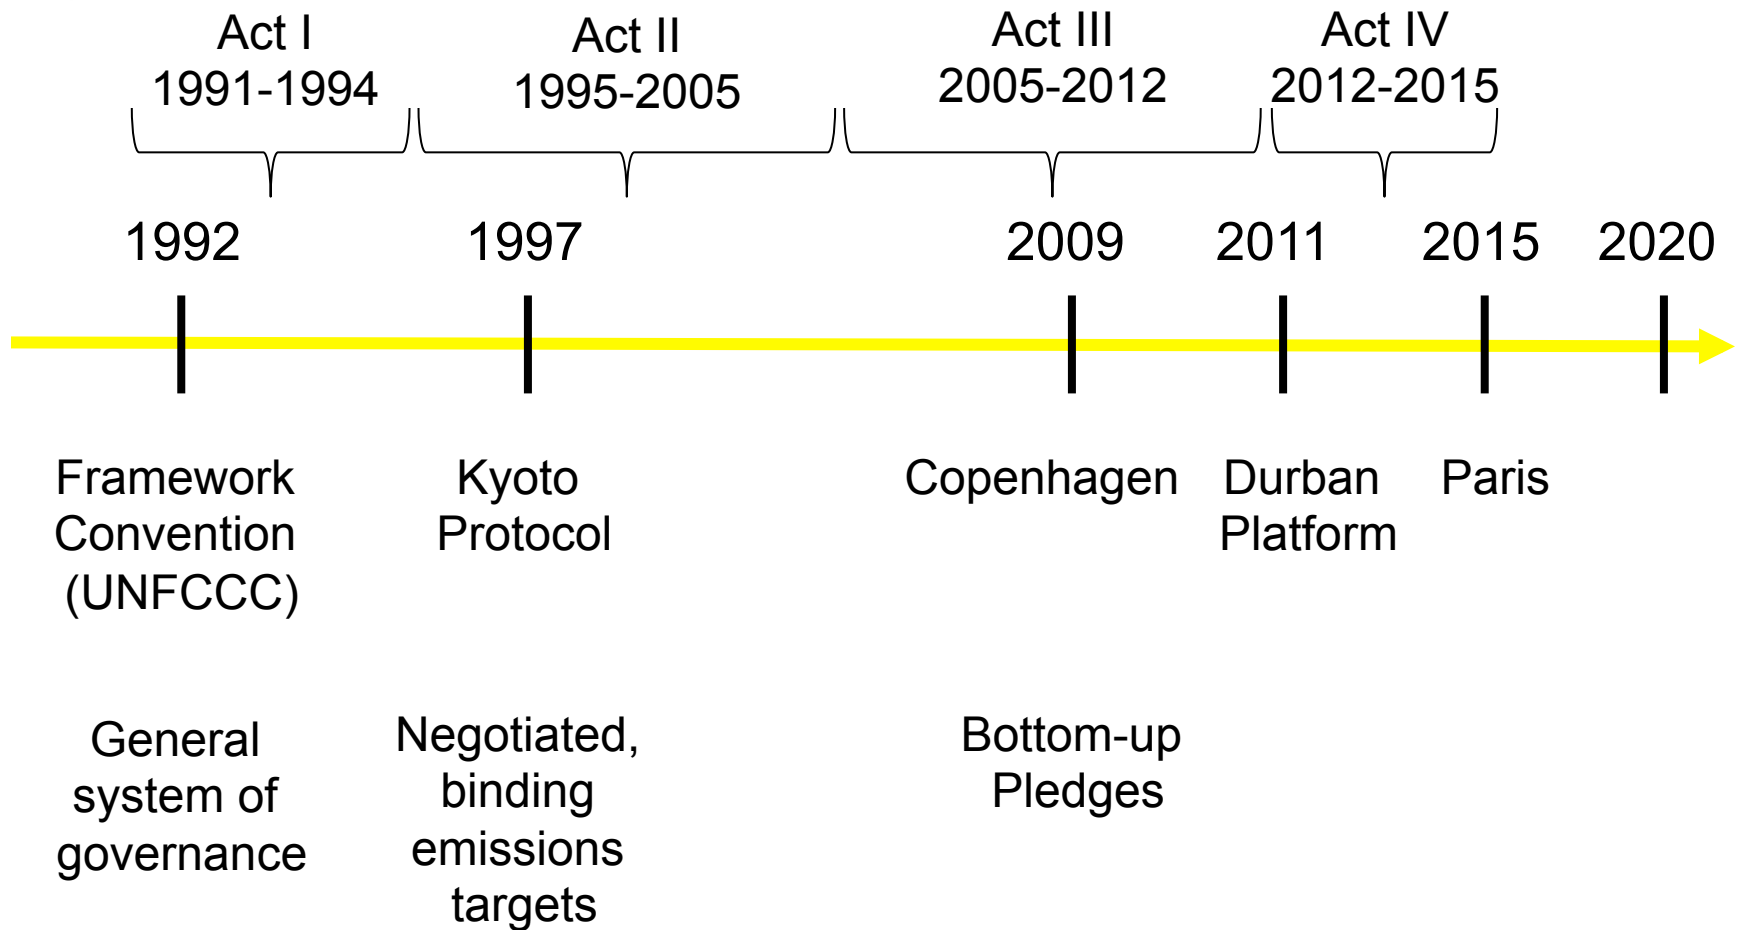 Act I
1991-1994
Act II
1995-2005
Act III
2005-2012
Act IV
2012-2015
1992
1997
2009
2011
2015
2020
Framework
Convention
(UNFCCC)
Kyoto
Protocol
Copenhagen
Durban
Platform
Paris
General
system of
governance
Negotiated,
binding
emissions
targets
Bottom-up
Pledges